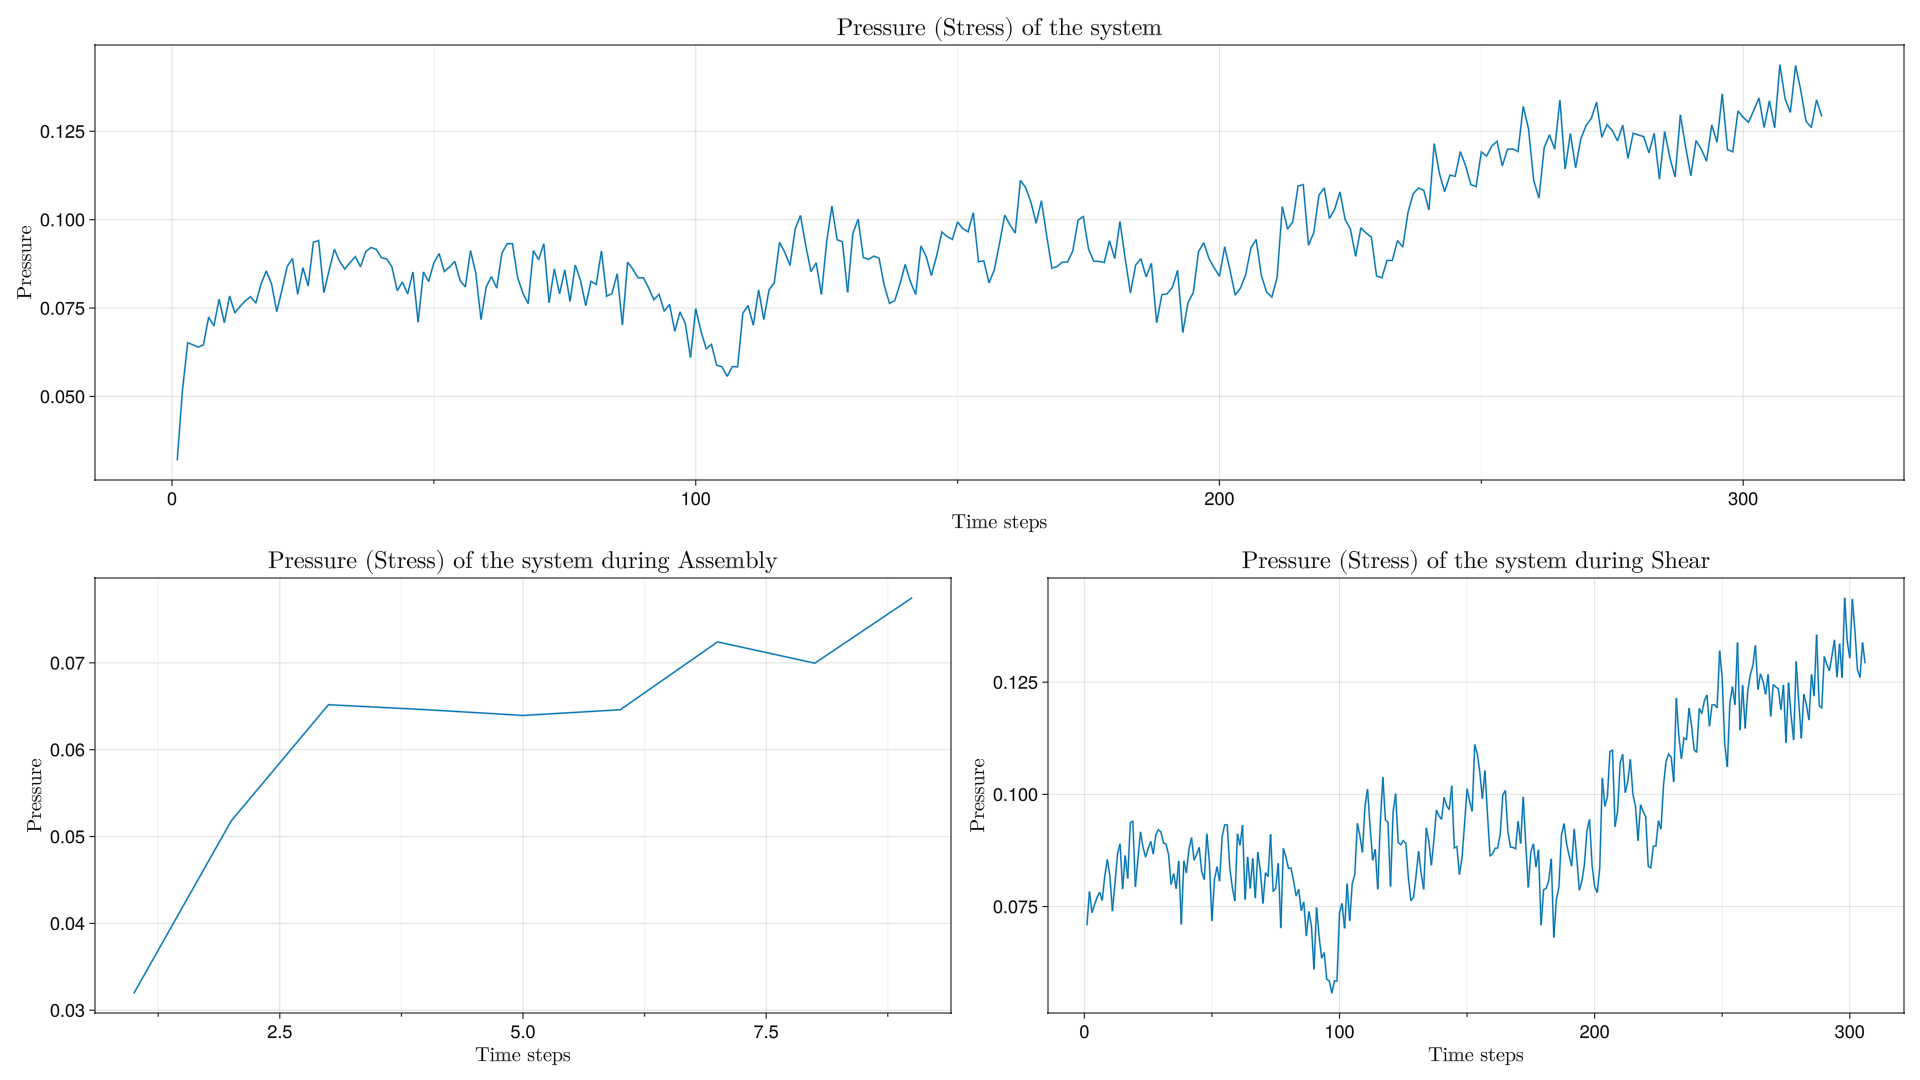 Pressure (Stress) of the system
Pressure
0.125
0.100
0.075
0.050
0
100
200
300
Time steps
Pressure (Stress) of the system during Assembly
Pressure
0.07
0.06
0.05
0.04
0.03
2.5
5.0
7.5
Time steps
Pressure (Stress) of the system during Shear
Pressure
0.125
0.100
0.075
0
100
200
300
Time steps